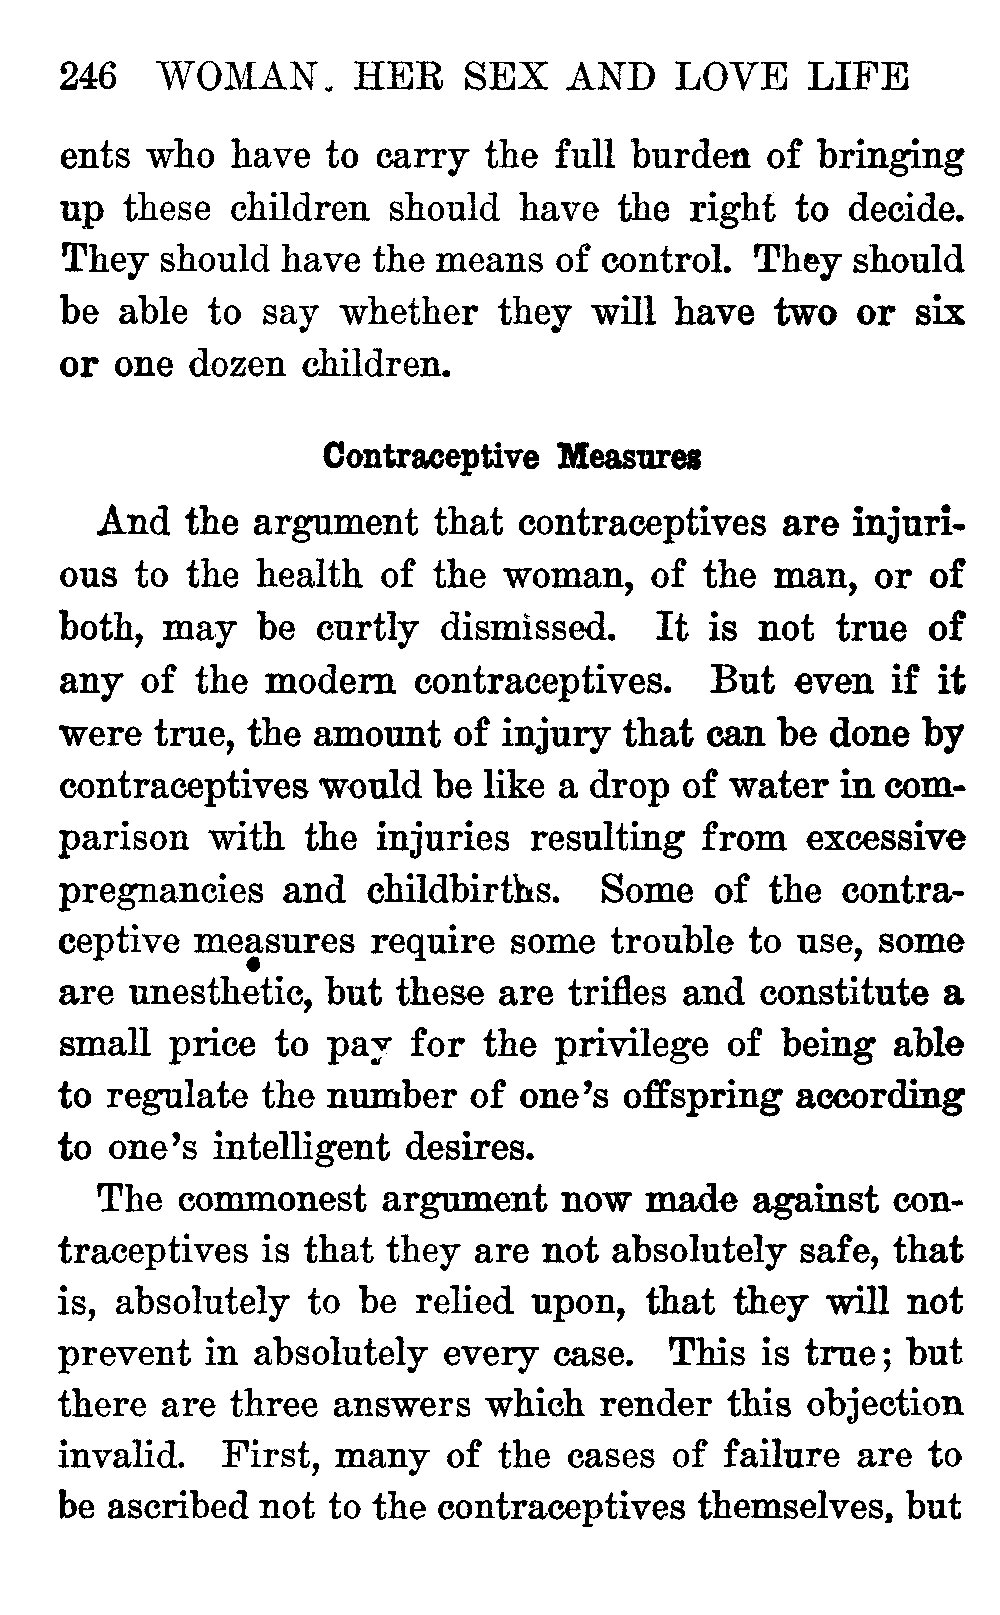 246 WOMAN. HER SEX AND LOVE LIFE
ents who have to carry the full burden of bringing
up these children should have the right to decide.
They should have the means of control. They should
be able to say whether they will have two or six
or one dozen children.
Contraceptive Measures
And the argument that contraceptives are injuri-
ous to the health of the woman, of the man, or of
both, may be curtly dismissed. It is not true of
any of the modern contraceptives. But even if it
were true, the amount of injury that can be done by
contraceptives would be like a drop of water in com-
parison with the injuries resulting from excessive
pregnancies and childbirths. Some of the contra-
ceptive measures require some trouble to use, some
are unesthetic, but these are trifles and constitute a
small price to pay for the privilege of being able
to regulate the number of one's offspring according
to one's intelligent desires.
The commonest argument now made against con-
traceptives is that they are not absolutely safe, that
is, absolutely to be relied upon, that they will not
prevent in absolutely every case. This is true; but
there are three answers which render this objection
invalid. First, many of the cases of failure are to
be ascribed not to the contraceptives themselves, but